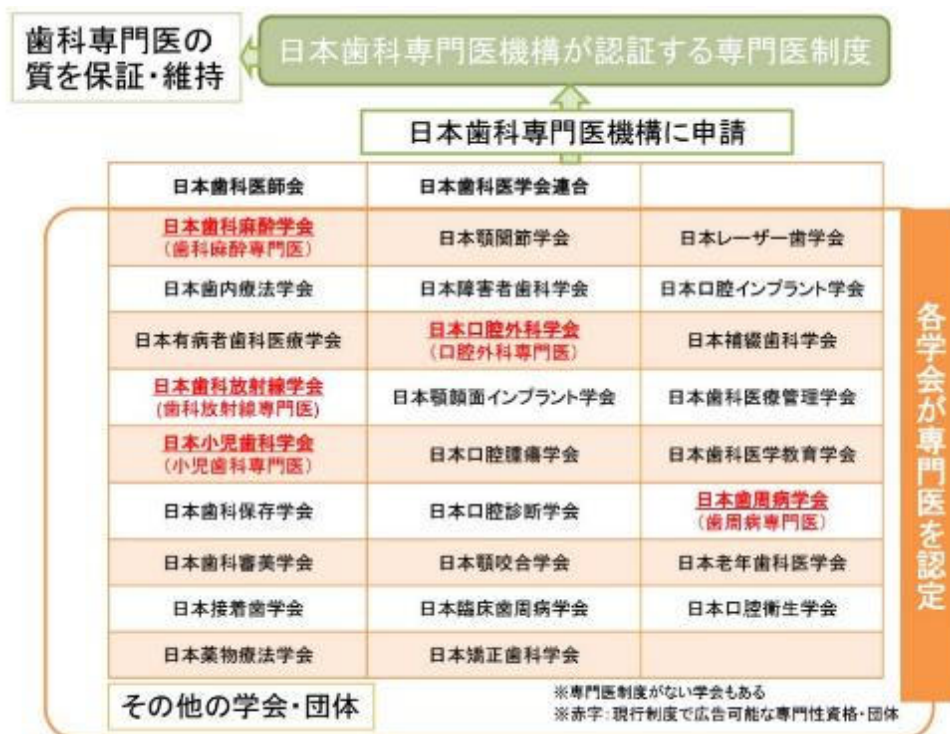 歯科専門医の
質を保証・維持
日本歯科専門医機構が認証する専門医制度
日本歯科専門医機構に申請
日本歯科医師会
日本歯科医学会連合
日本歯科麻酔学会
(歯科麻酔専門医)
日本顎関節学会
日本レーザー歯学会
日本歯内療法学会
日本障害者歯科学会
日本口腔インプラント学会
日本有病者歯科医療学会
日本口腔外科学会
(口腔外科専門医)
日本補綴歯科学会
日本歯科放射線学会
(歯科放射線専門医)
日本顎顔面インプラント学会
日本歯科医療管理学会
日本小児歯科学会
(小児歯科専門医)
日本口腔腫瘍学会
日本歯科医学教育学会
日本歯科保存学会
日本口腔診断学会
日本歯周病学会
(歯周病専門医)
日本歯科審美学会
日本顎咬合学会
日本老年歯科医学会
日本接着歯学会
日本臨床歯周病学会
日本口腔衛生学会
日本薬物療法学会
日本矯正歯科学会
各学会が専門医を認定
その他の学会・団体
※専門医制度がない学会もある
※赤字:現行制度で広告可能な専門性資格・団体